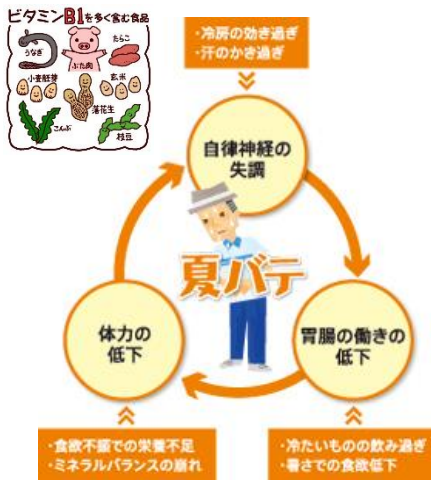 ビタミンB1を多く含む食品
うなぎ
ぶた肉
たらこ
小麦胚芽
落花生
玄米
こんぶ
枝豆
・冷房の効き過ぎ
・汗のかき過ぎ
自律神経の
失調
夏バテ
体力の
低下
胃腸の働きの
低下
・食欲不振での栄養不足
・ミネラルバランスの崩れ
・冷たいものの飲み過ぎ
・暑さでの食欲低下